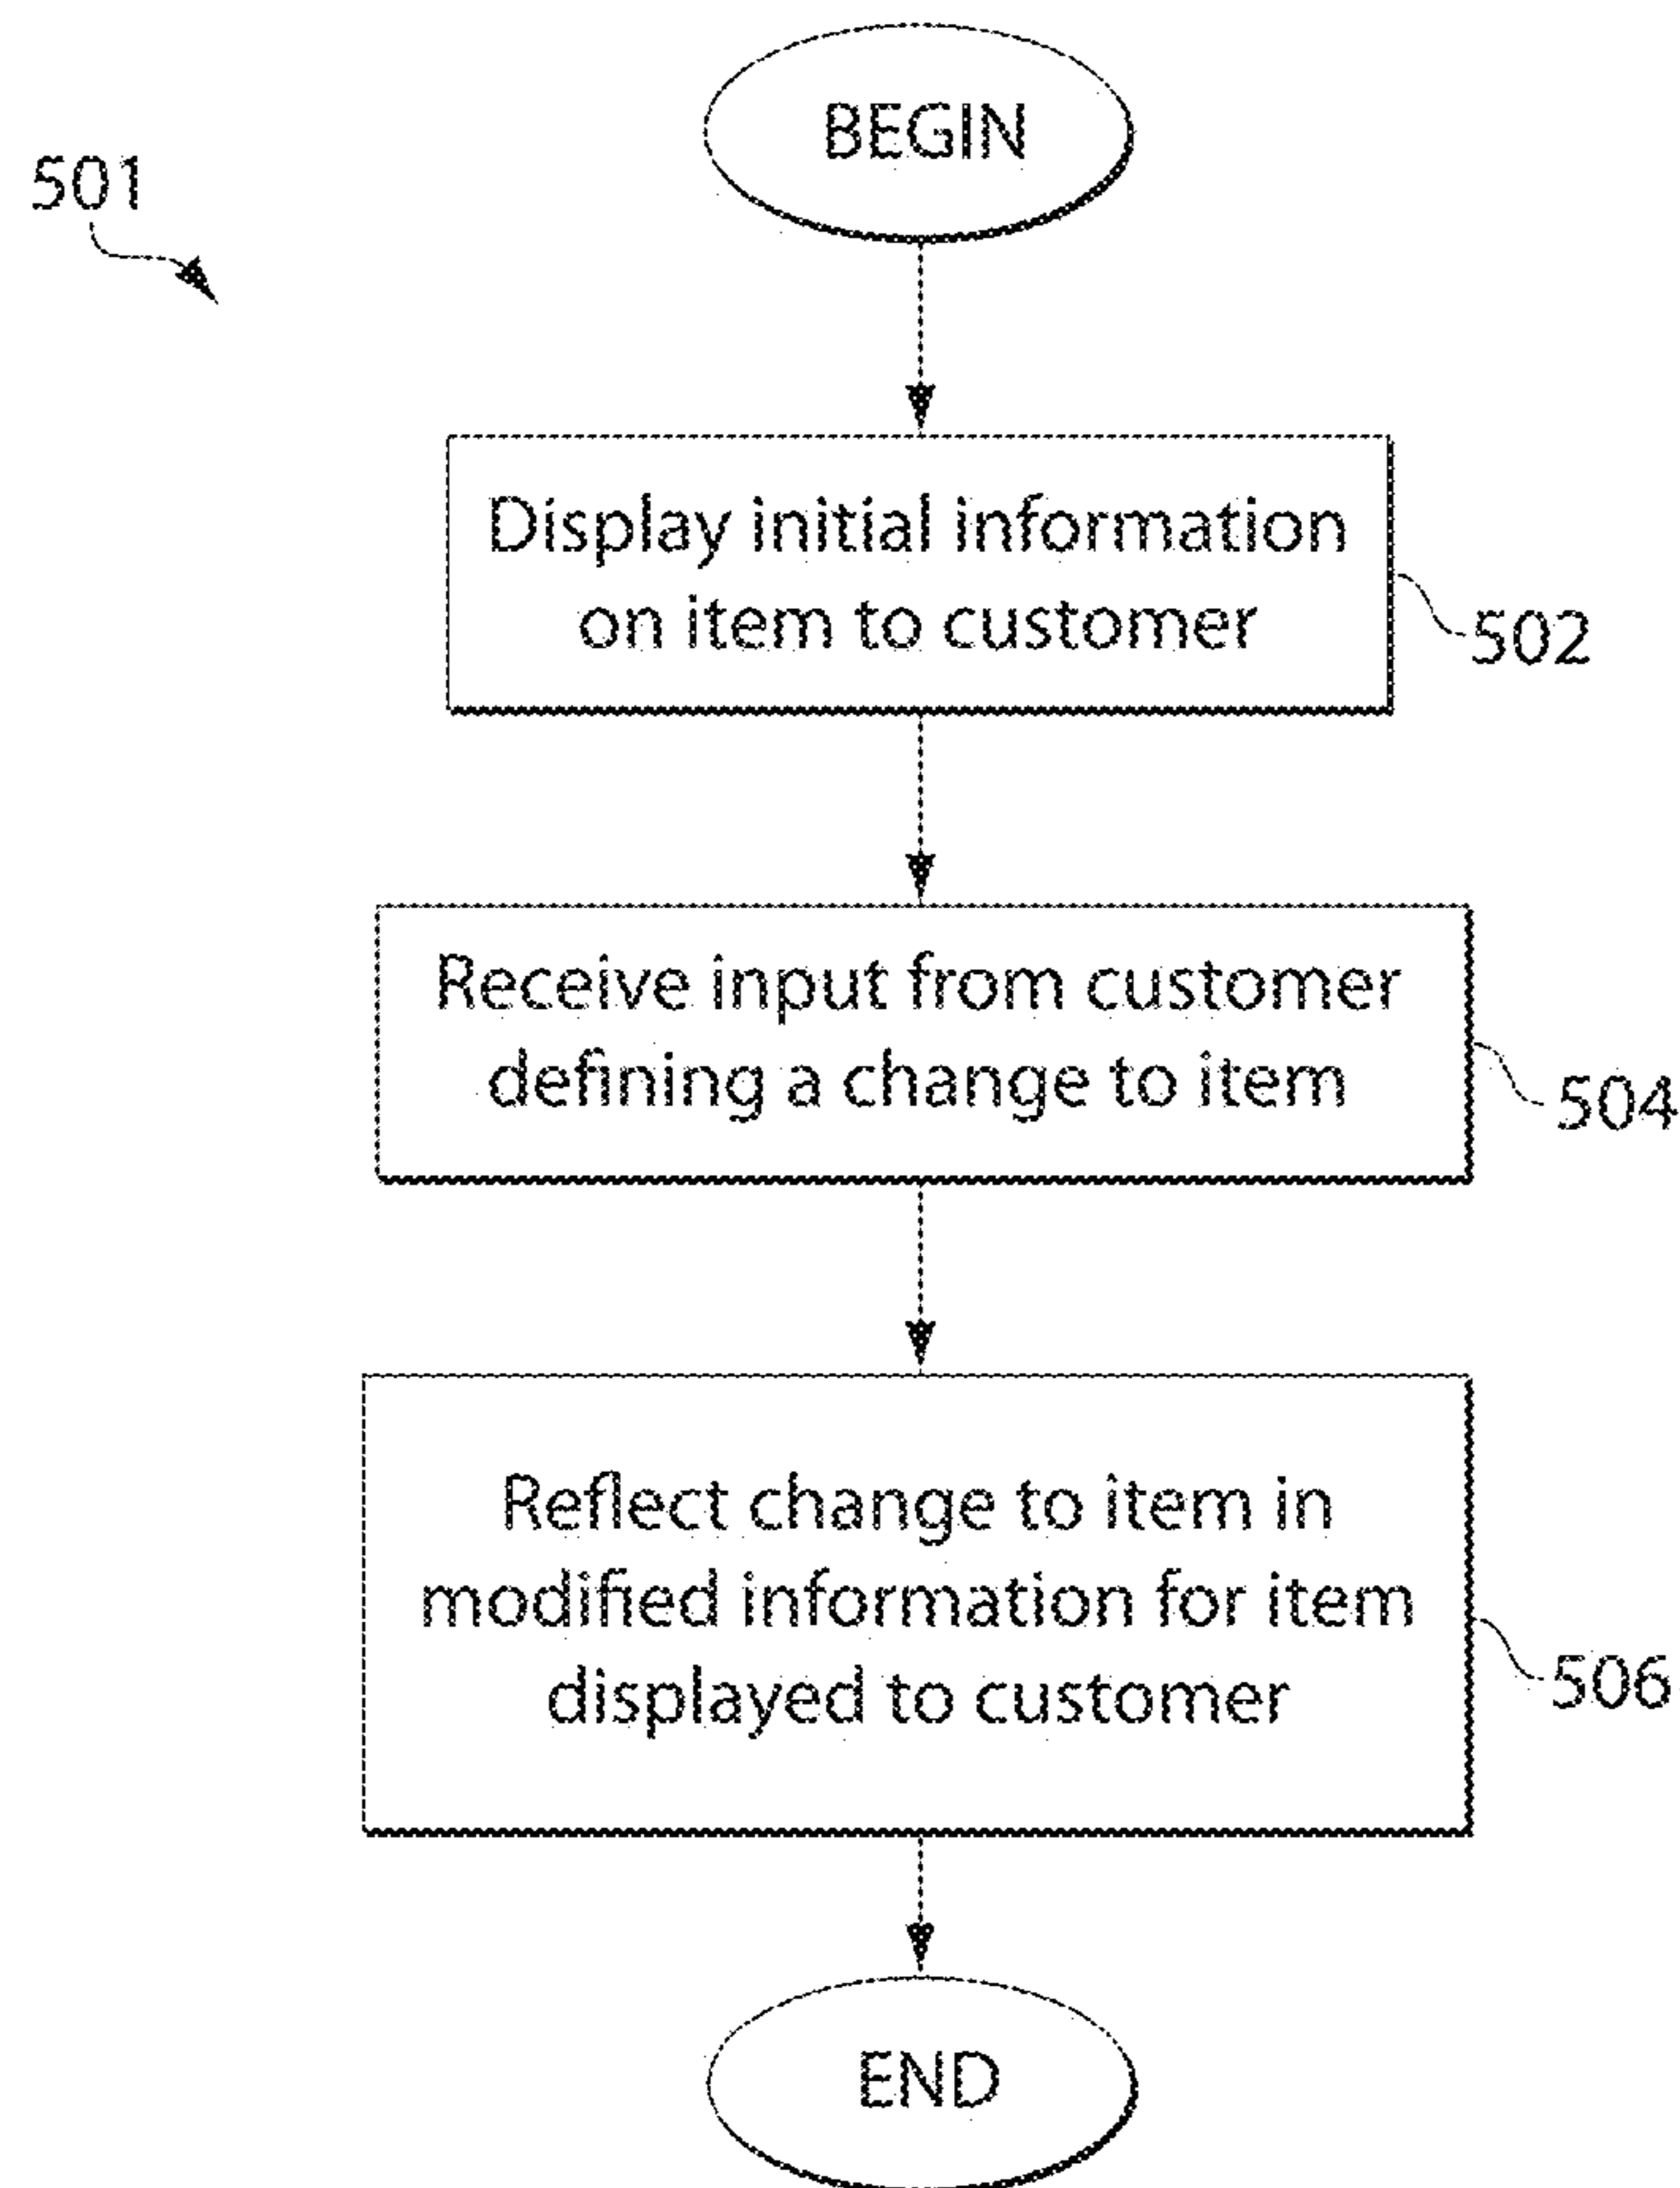 BEGIN
501
Display initial information
on item to customer
502
Receive input from customer
defining a change to item
504
Reflect change to item in
modified information for item
displayed to customer
506
END